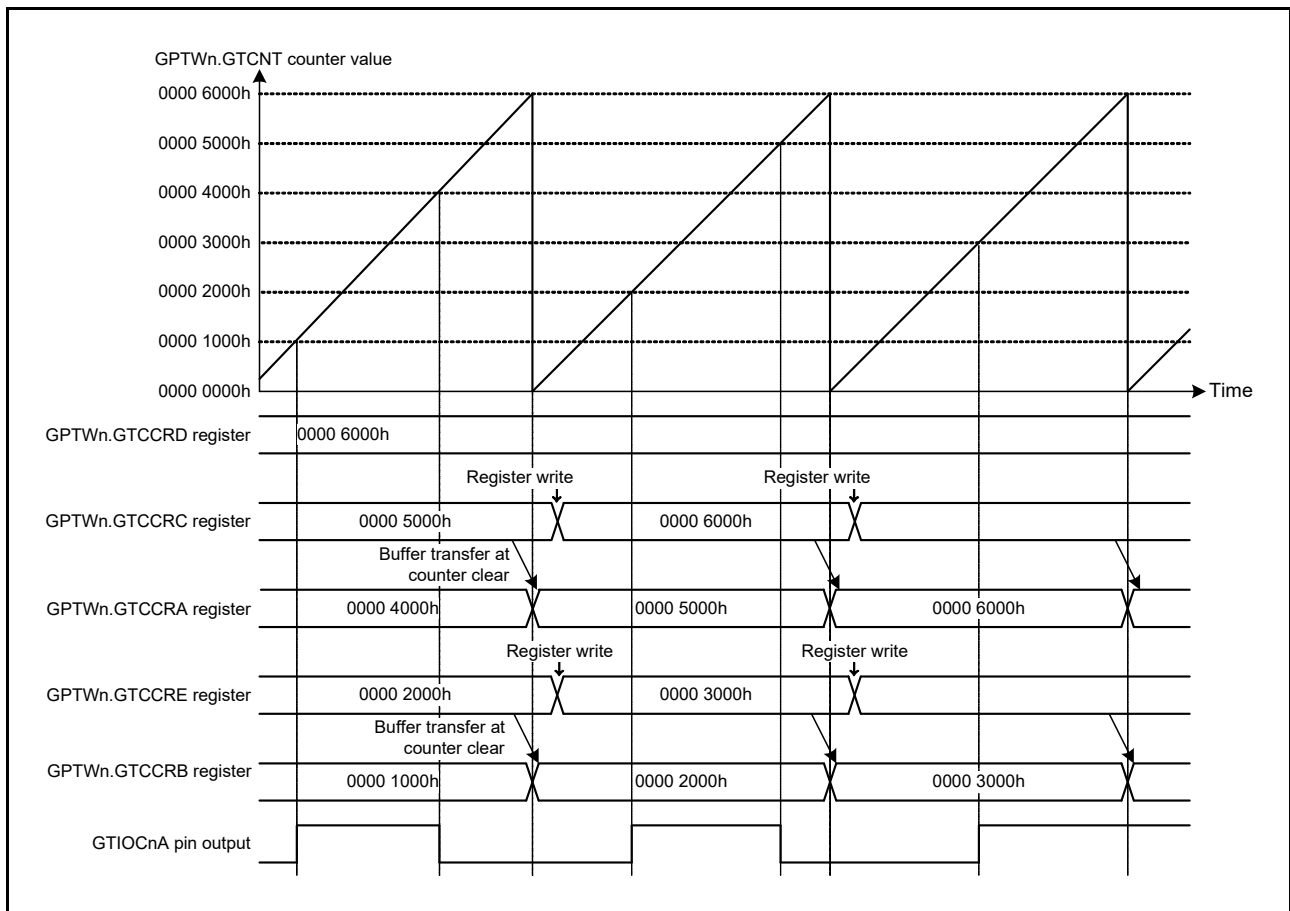 GPTWn.GTCNT counter value
0000 6000h
0000 5000h
0000 4000h
0000 3000h
0000 2000h
0000 1000h
0000 0000h
Time
GPTWn.GTCCRD register
0000 6000h
Register write
Register write
GPTWn.GTCCRC register
0000 5000h
0000 6000h
Buffer transfer at
counter clear
GPTWn.GTCCRA register
0000 4000h
0000 5000h
0000 6000h
Register write
Register write
GPTWn.GTCCRE register
0000 2000h
0000 3000h
Buffer transfer at
counter clear
GPTWn.GTCCRB register
0000 1000h
0000 2000h
0000 3000h
GTIOCnA pin output